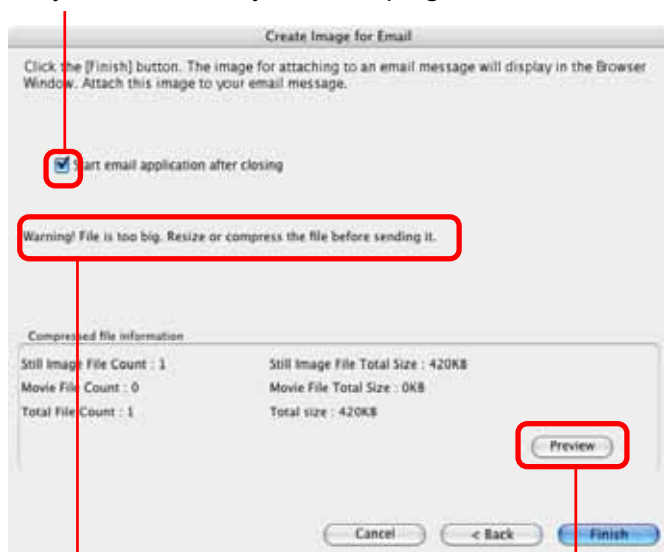 Create Image for Email
Click the [Finish] button. The image for attaching to an email message will display in the Browser
Window. Attach this image to your email message.
Start email application after closing
Warning! File is too big. Resize or compress the file before sending it.
Compressed file information
Still Image File Count : 1 Still Image File Total Size : 420KB
Movie File Count : 0 Movie File Total Size : 0KB
Total File Count : 1 Total size : 420KB
Preview
Cancel < Back Finish